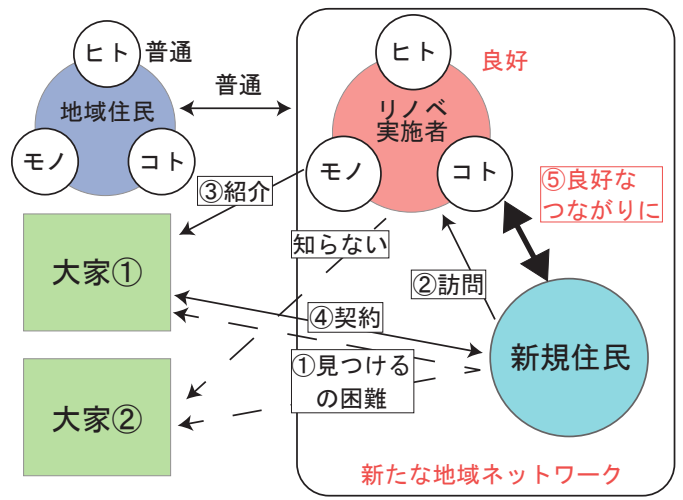 ヒト
普通
地域住民
モノ
コト
普通
ヒト
良好
リノベ
実施者
モノ
コト
③紹介
⑤良好な
つながりに
知らない
大家①
②訪問
④契約
新規住民
①見つける
の困難
大家②
新たな地域ネットワーク